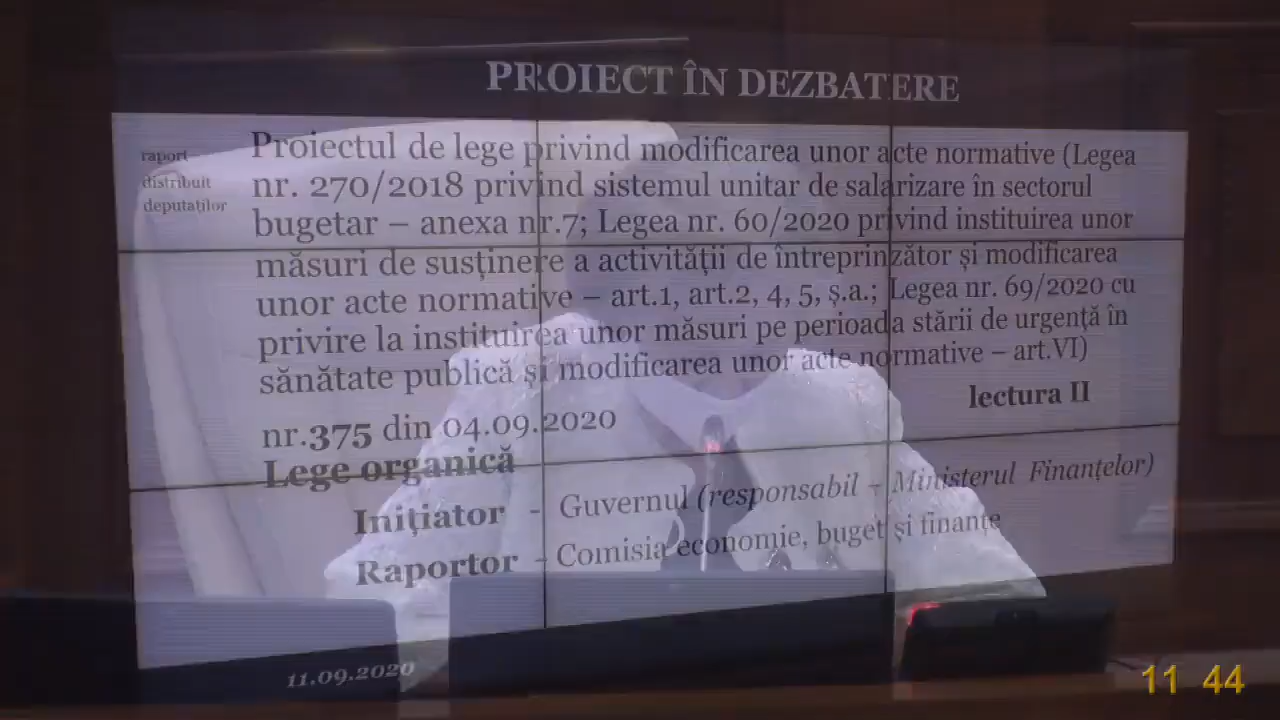 PROIECT ÎN DEZBATERE
raport
distribuit
deputaților
Proiectul de lege privind modificarea unor acte normative (Legea
nr. 270/2018 privind sistemul unitar de salarizare în sectorul
bugetar – anexa nr.7; Legea nr. 60/2020 privind instituirea unor
măsuri de susținere a activității de întreprinzător și modificarea
unor acte normative – art.1, art.2, 4, 5, ș.a.; Legea nr. 69/2020 cu
privire la instituirea unor măsuri pe perioada stării de urgență în
sănătate publică și modificarea unor acte normative – art.VI)
lectura II
nr.375 din 04.09.2020
Lege organică
Inițiator - Guvernul (responsabil – Ministerul Finanțelor)
Raportor - Comisia economie, buget și finanțe
11.09.2020
11 44